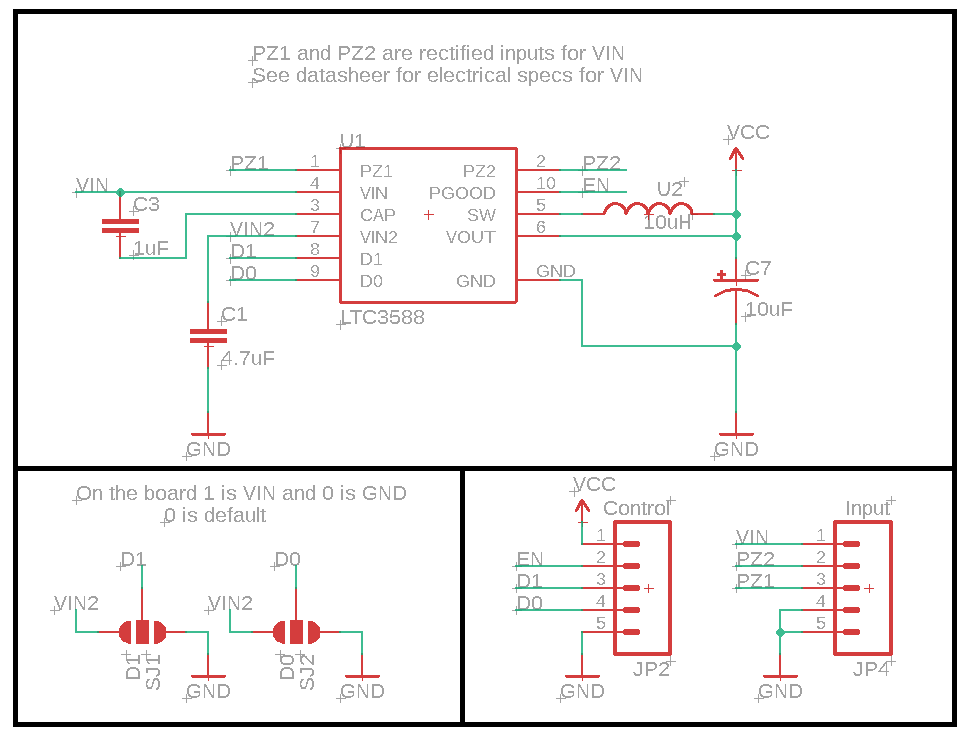 PZ1 and PZ2 are rectified inputs for VIN
See datasheer for electrical specs for VIN
VCC
U1
PZ1 1 PZ1 PZ2 2 PZ2
VIN 4 VIN PGOOD 10 EN U2
C3 3 CAP SW 5 10uH
VIN2 7 VIN2 VOUT 6
1uF D1 8 D1
D0 9 D0 GND GND C7
C1 LTC3588 10uF
4.7uF
GND GND
On the board 1 is VIN and 0 is GND
0 is default
D1 D0
VIN2 VIN2
D1 SJ1 GND D0 SJ2 GND
VCC Control Input
1 VIN 1
EN 2 PZ2 2
D1 3 PZ1 3
D0 4 4
5 5
JP2 JP4
GND GND